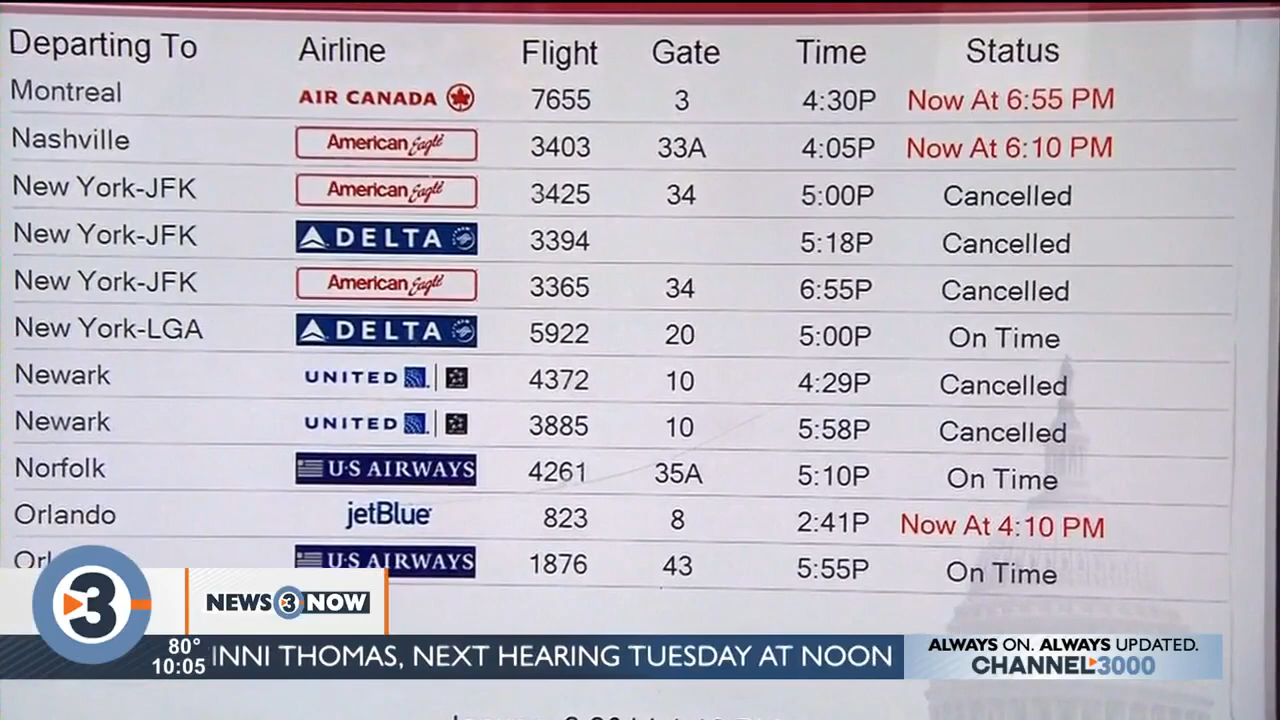 Departing To Airline Flight Gate Time Status
Montreal AIR CANADA 7655 3 4:30P Now At 6:55 PM
Nashville American Eagle 3403 33A 4:05P Now At 6:10 PM
New York-JFK American Eagle 3425 34 5:00P Cancelled
New York-JFK DELTA 3394 5:18P Cancelled
New York-JFK American Eagle 3365 34 6:55P Cancelled
New York-LGA DELTA 5922 20 5:00P On Time
Newark UNITED 4372 10 4:29P Cancelled
Newark UNITED 3885 10 5:58P Cancelled
Norfolk U·S AIRWAYS 4261 35A 5:10P On Time
Orlando jetBlue 823 8 2:41P Now At 4:10 PM
U·S AIRWAYS 1876 43 5:55P On Time
3 NEWS 3 NOW
80°
10:05
INNI THOMAS, NEXT HEARING TUESDAY AT NOON
ALWAYS ON. ALWAYS UPDATED.
CHANNEL3000